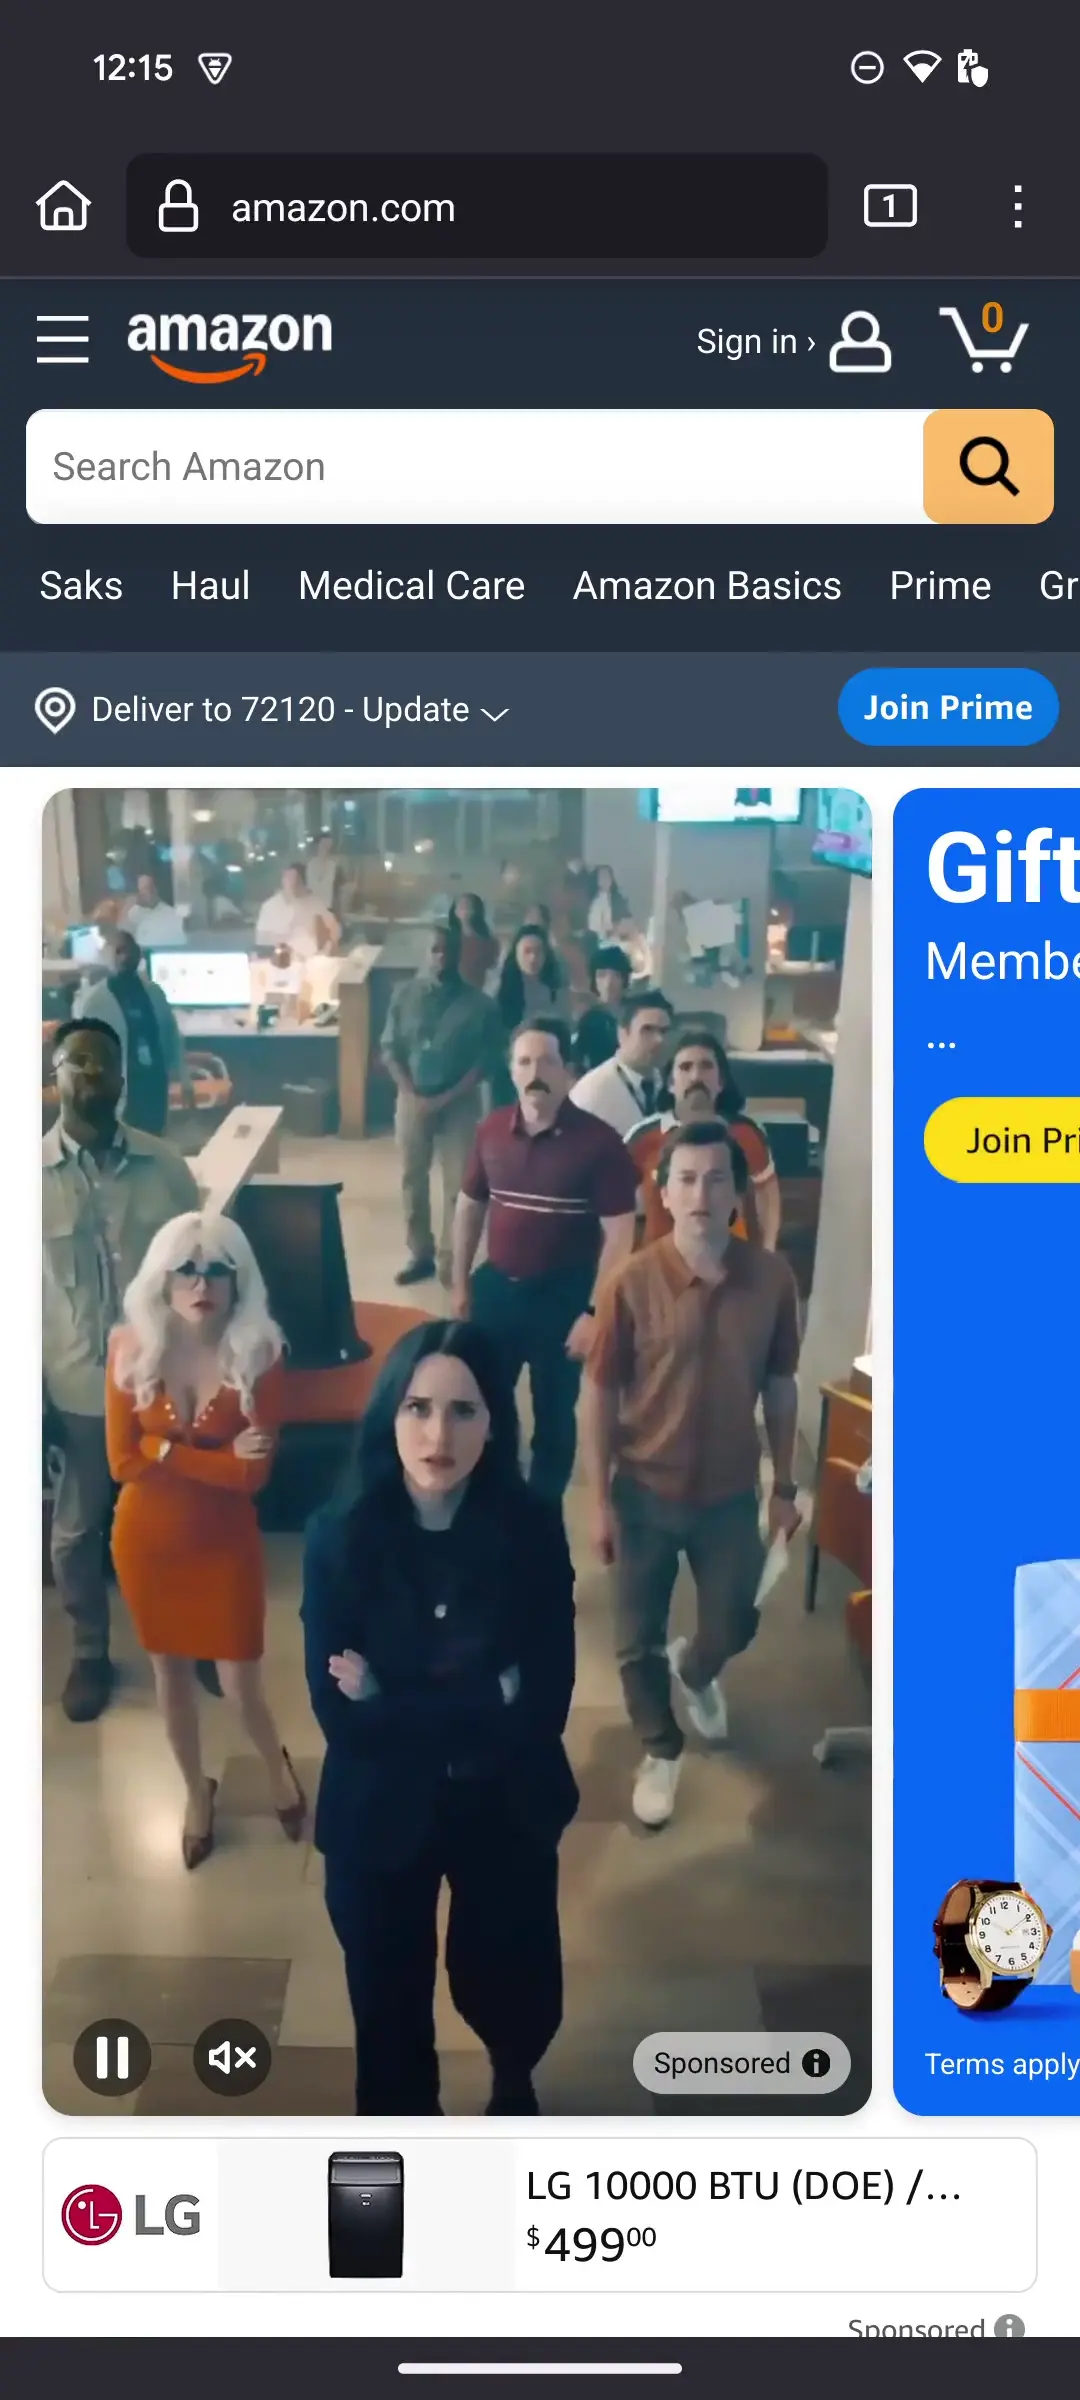 12:15
amazon.com
1
amazon
Sign in ›
0
Search Amazon
Saks Haul Medical Care Amazon Basics Prime Gr
Deliver to 72120 - Update
Join Prime
Gift
Membe
...
Join Pri
Terms apply
Sponsored
LG
LG 10000 BTU (DOE) /...
$49900
Sponsored